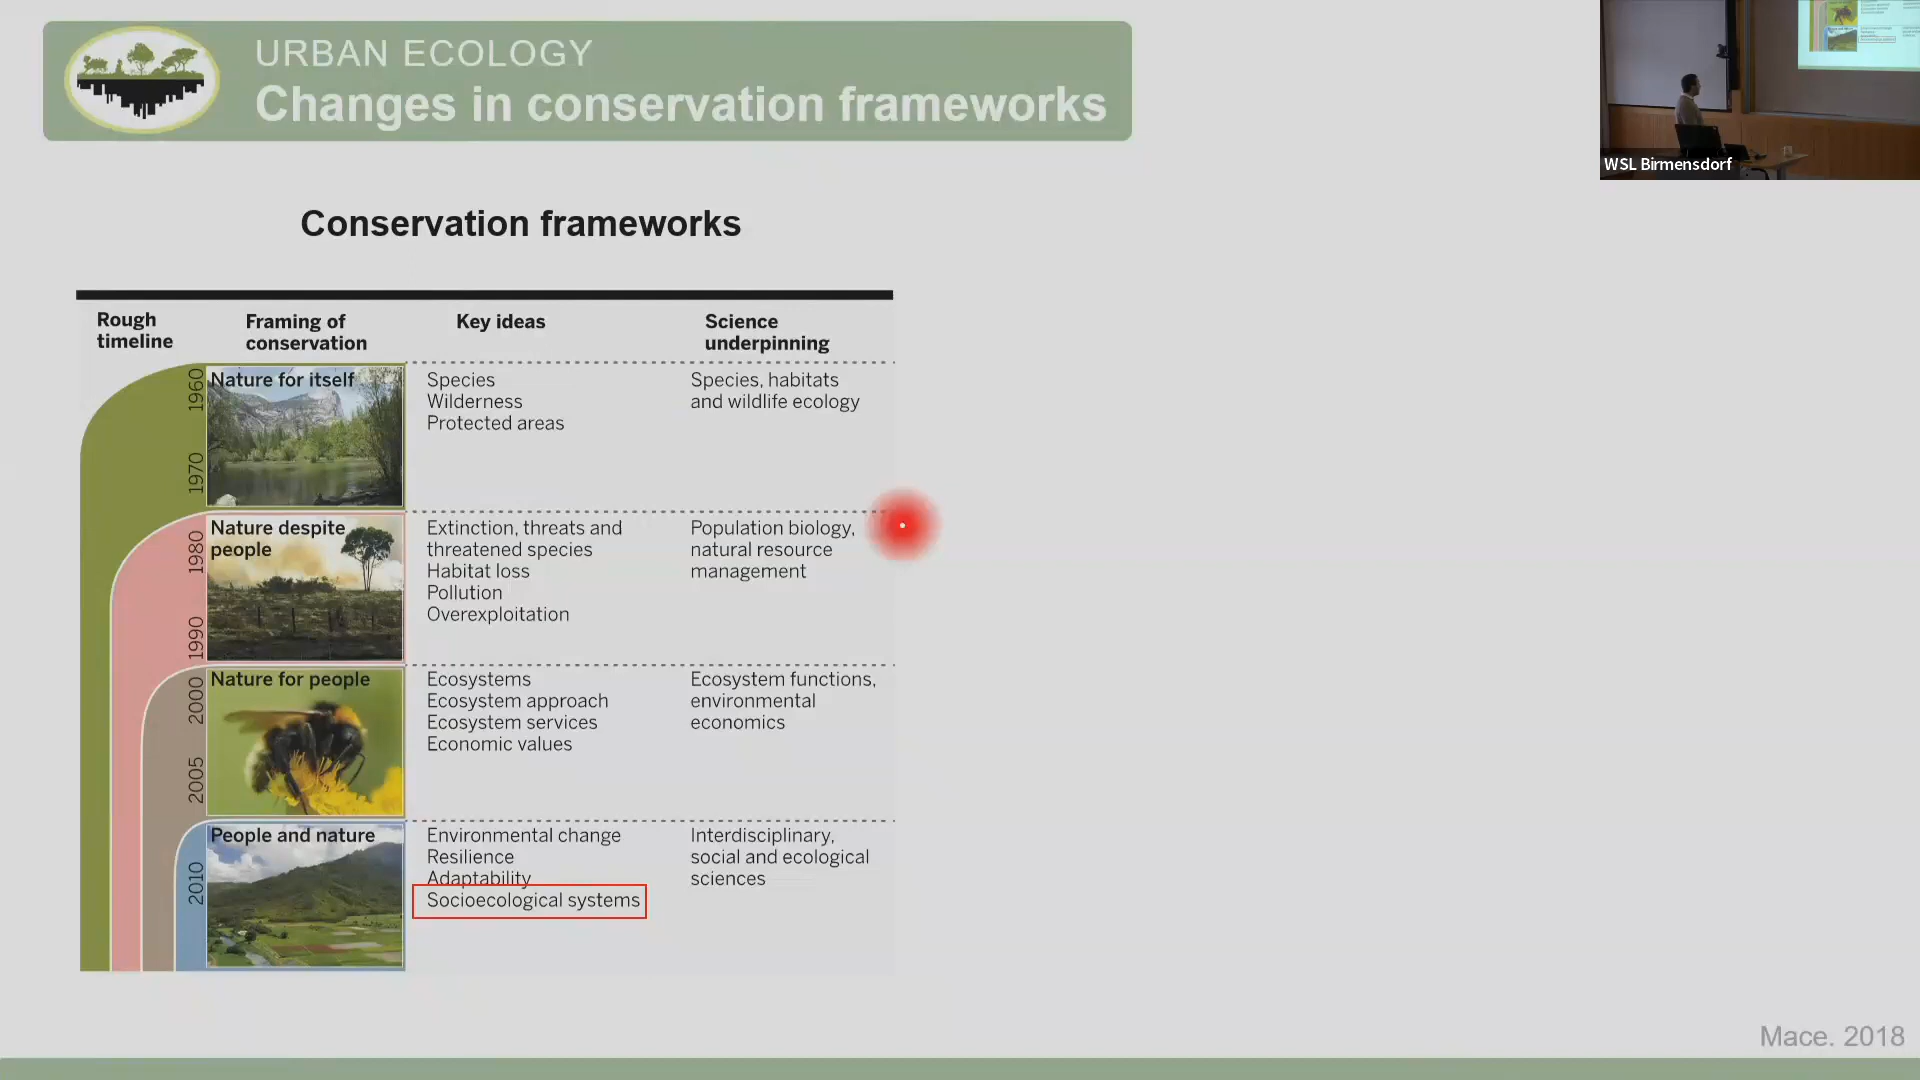 URBAN ECOLOGY
Changes in conservation frameworks
WSL Birmensdorf
Conservation frameworks
Rough
timeline
Framing of
conservation
Key ideas
Science
underpinning
1960
1970
Nature for itself
Species
Wilderness
Protected areas
Species, habitats
and wildlife ecology
1980
1990
Nature despite
people
Extinction, threats and
threatened species
Habitat loss
Pollution
Overexploitation
Population biology,
natural resource
management
2000
2005
Nature for people
Ecosystems
Ecosystem approach
Ecosystem services
Economic values
Ecosystem functions,
environmental
economics
2010
People and nature
Environmental change
Resilience
Adaptability
Socioecological systems
Interdisciplinary,
social and ecological
sciences
Mace. 2018